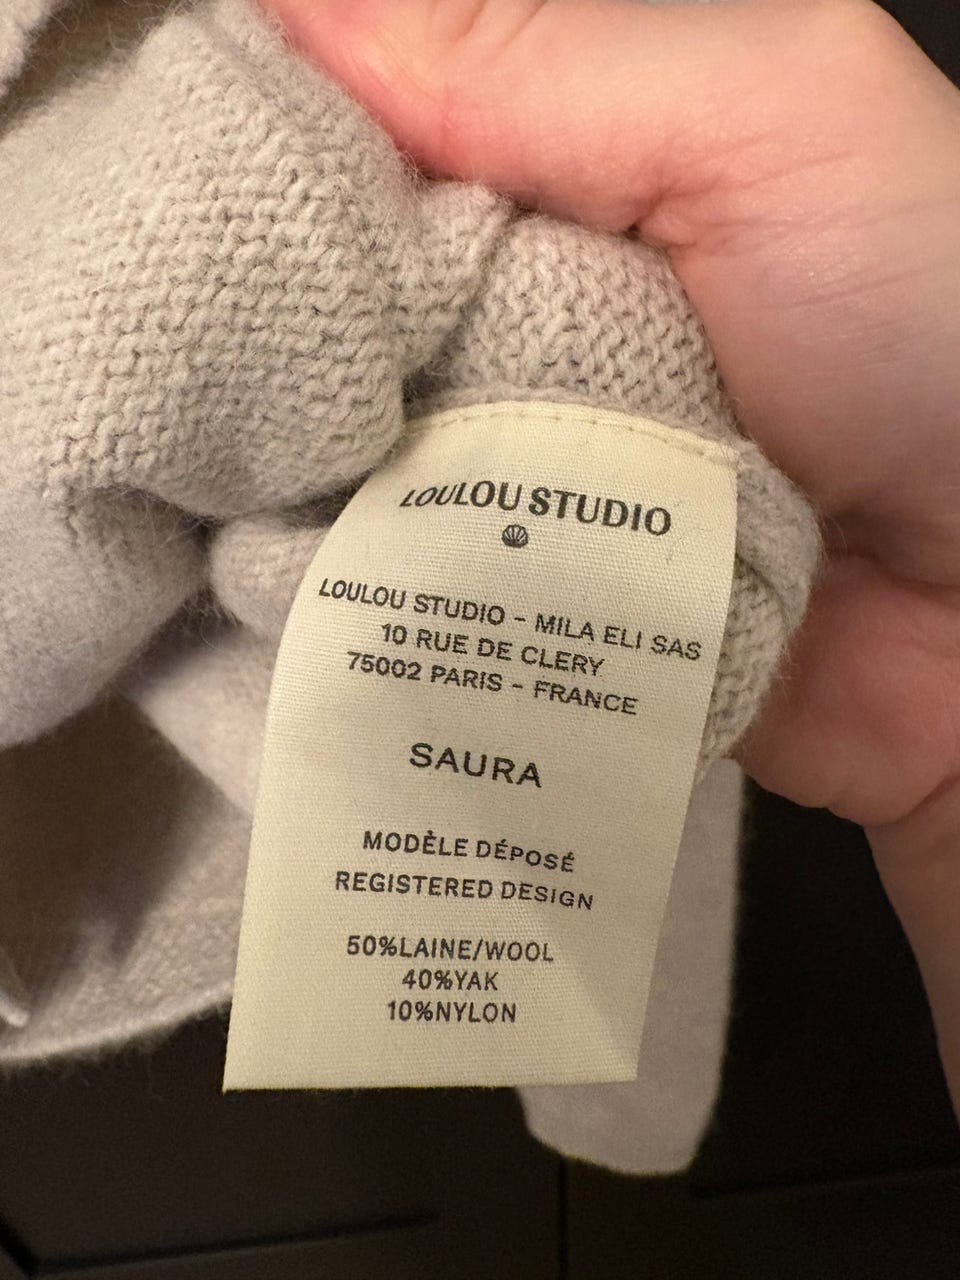 LOULOU STUDIO
LOULOU STUDIO - MILA ELI SAS
10 RUE DE CLERY
75002 PARIS - FRANCE
SAURA
MODÈLE DÉPOSÉ
REGISTERED DESIGN
50%LAINE/WOOL
40%YAK
10%NYLON